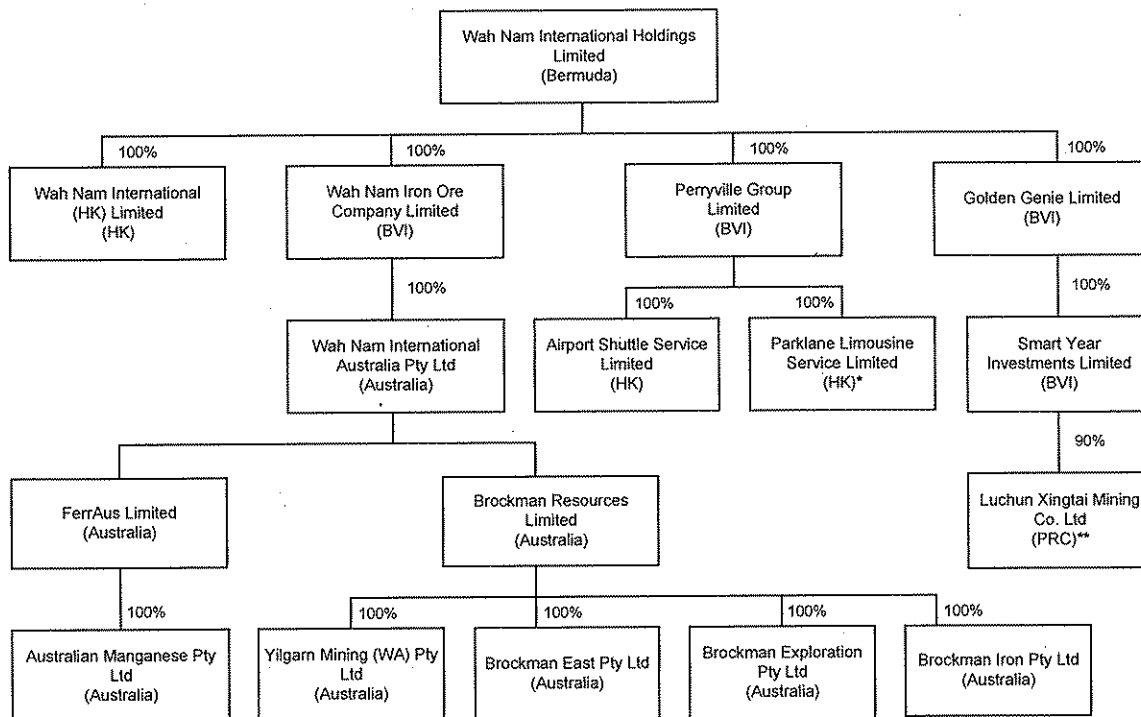 Wah Nam International Holdings
Limited
(Bermuda)
100%
100%
100%
100%
Wah Nam International
(HK) Limited
(HK)
Wah Nam Iron Ore
Company Limited
(BVI)
Perryville Group
Limited
(BVI)
Golden Genie Limited
(BVI)
100%
100%
100%
100%
Wah Nam International
Australia Pty Ltd
(Australia)
Airport Shuttle Service
Limited
(HK)
Parklane Limousine
Service Limited
(HK)*
Smart Year
Investments Limited
(BVI)
90%
FerrAus Limited
(Australia)
Brockman Resources
Limited
(Australia)
Luchun Xingtai Mining
Co. Ltd
(PRC)**
100%
100%
100%
100%
100%
Australian Manganese Pty
Ltd
(Australia)
Yilgarn Mining (WA) Pty
Ltd
(Australia)
Brockman East Pty Ltd
(Australia)
Brockman Exploration
Pty Ltd
(Australia)
Brockman Iron Pty Ltd
(Australia)